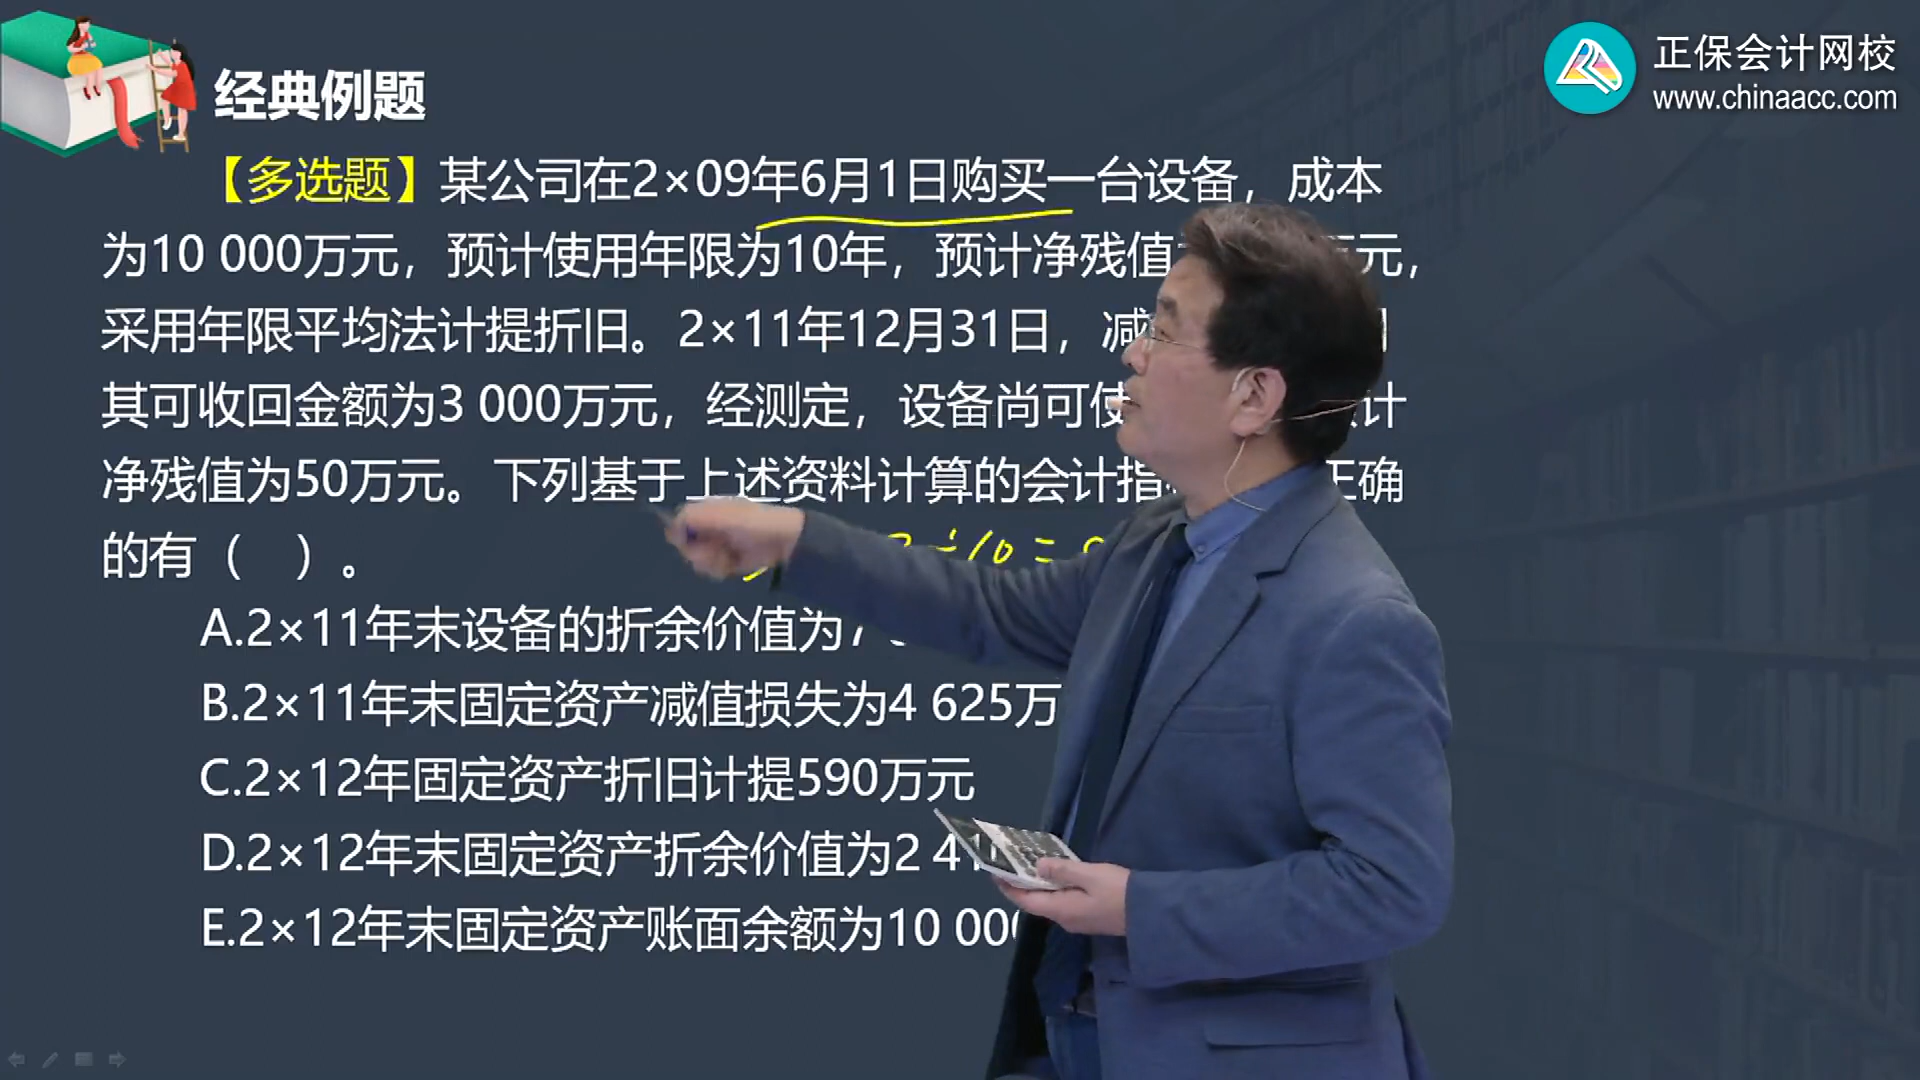 经典例题
正保会计网校
www.chinaacc.com
【多选题】某公司在2×09年6月1日购买一台设备，成本
为10 000万元，预计使用年限为10年，预计净残值 元，
采用年限平均法计提折旧。2×11年12月31日，减
其可收回金额为3 000万元，经测定，设备尚可使 计
净残值为50万元。下列基于上述资料计算的会计指 正确
的有（ ）。
÷10=
A.2×11年末设备的折余价值为7
B.2×11年末固定资产减值损失为4 625万
C.2×12年固定资产折旧计提590万元
D.2×12年末固定资产折余价值为2 41
E.2×12年末固定资产账面余额为10 000